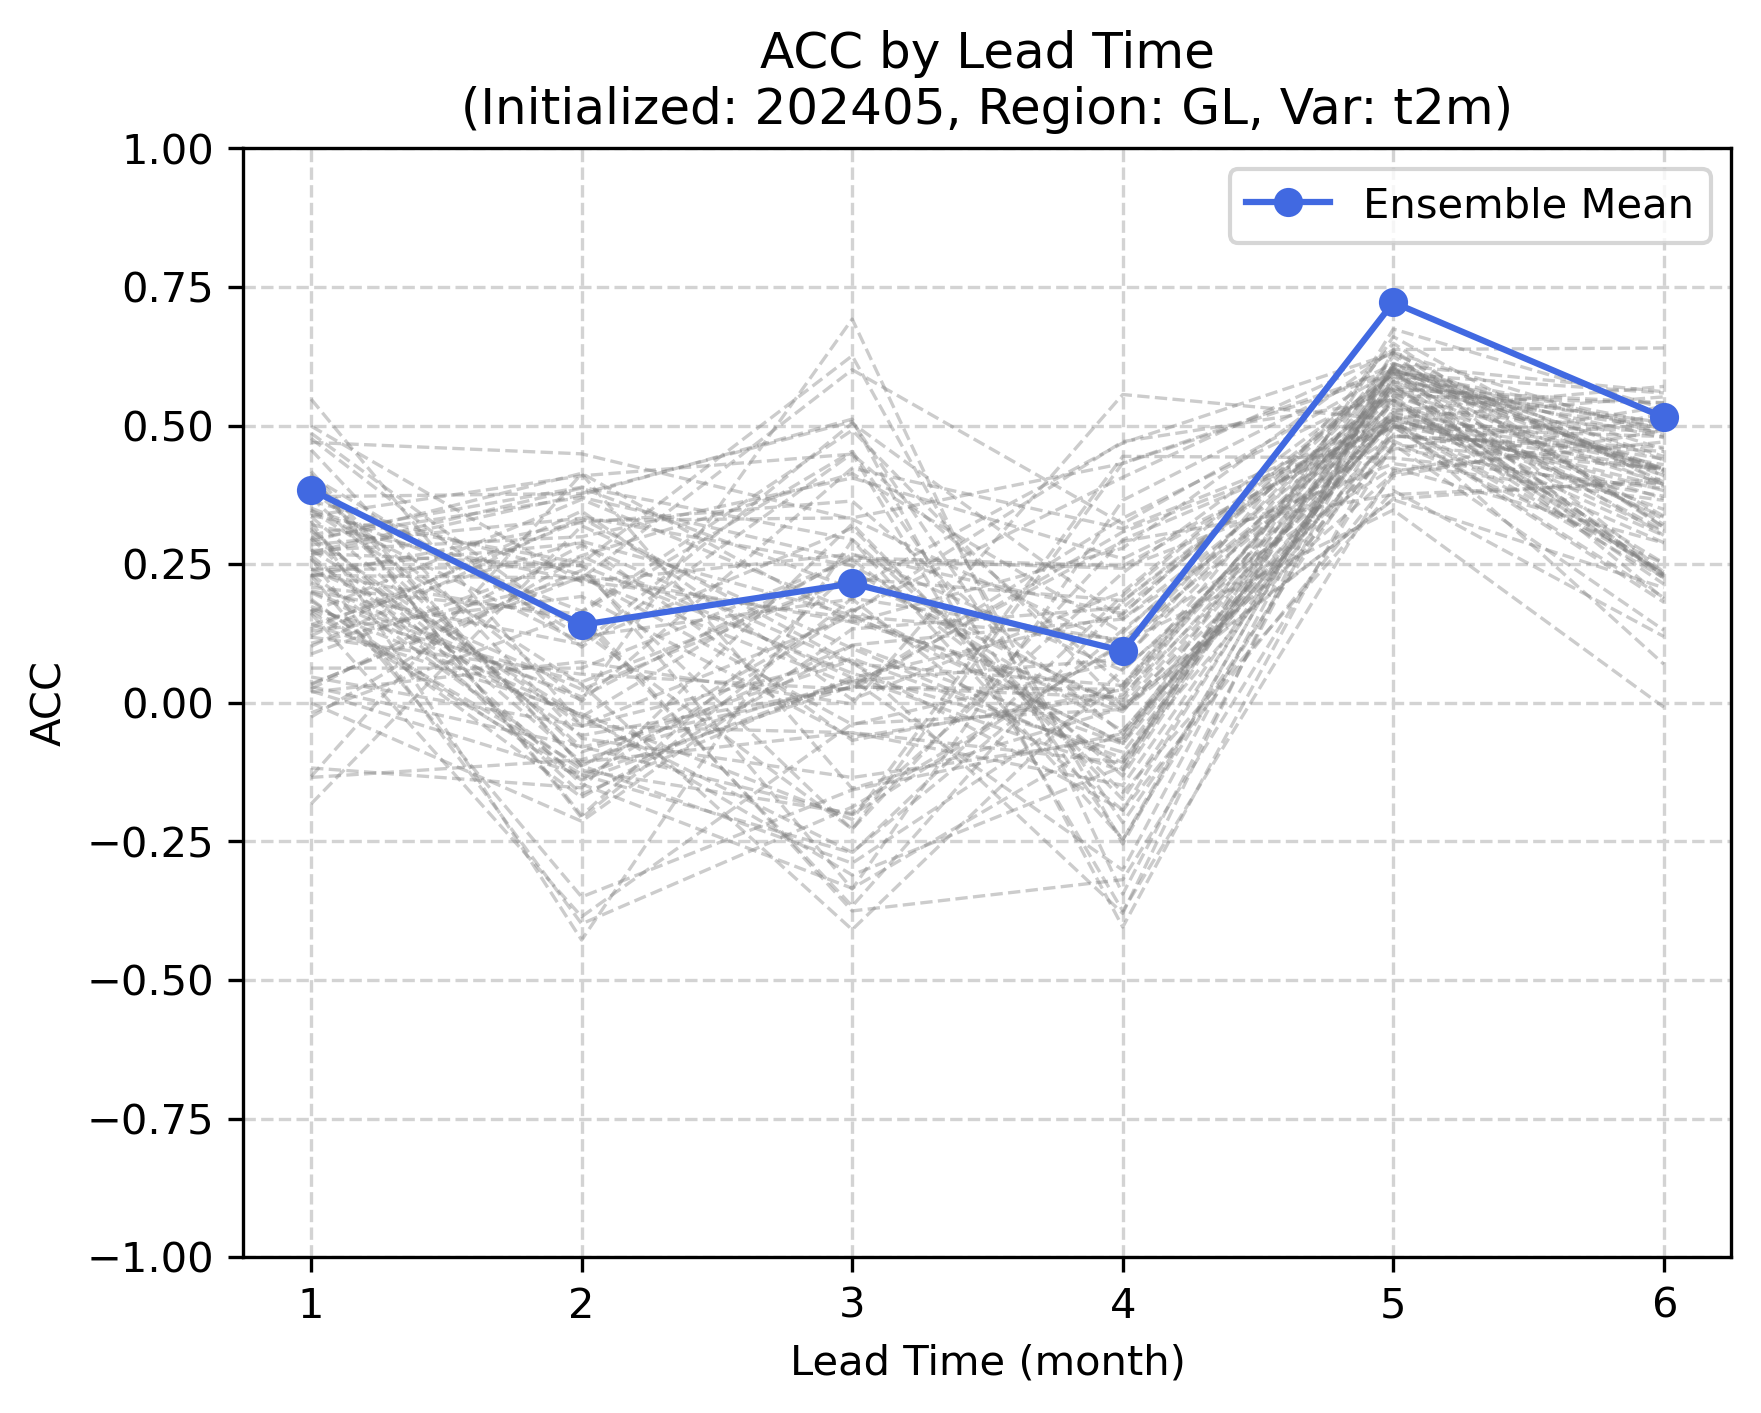 ACC by Lead Time
(Initialized: 202405, Region: GL, Var: t2m)
Ensemble Mean
1.00
0.75
0.50
0.25
0.00
−0.25
−0.50
−0.75
−1.00
ACC
1 2 3 4 5 6
Lead Time (month)